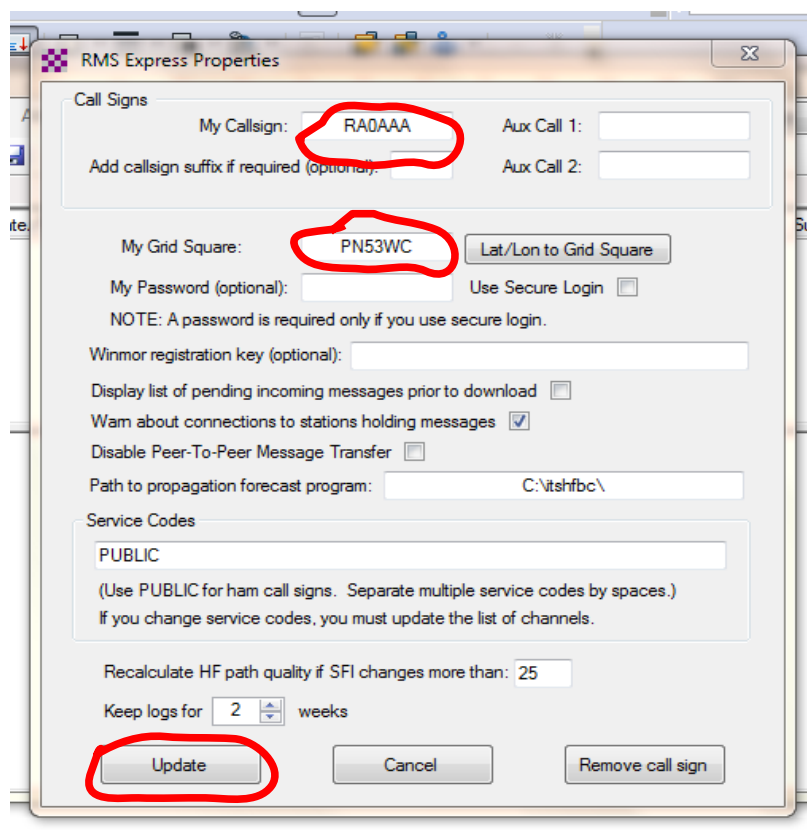 RMS Express Properties
Call Signs
My Callsign: RA0AAA Aux Call 1:
Add callsign suffix if required (optional): Aux Call 2:
My Grid Square: PN53WC Lat/Lon to Grid Square
My Password (optional): Use Secure Login
NOTE: A password is required only if you use secure login.
Winmor registration key (optional):
Display list of pending incoming messages prior to download
Warn about connections to stations holding messages
Disable Peer-To-Peer Message Transfer
Path to propagation forecast program: C:\itshfbc\
Service Codes
PUBLIC
(Use PUBLIC for ham call signs. Separate multiple service codes by spaces.)
If you change service codes, you must update the list of channels.
Recalculate HF path quality if SFI changes more than: 25
Keep logs for 2 weeks
Update Cancel Remove call sign